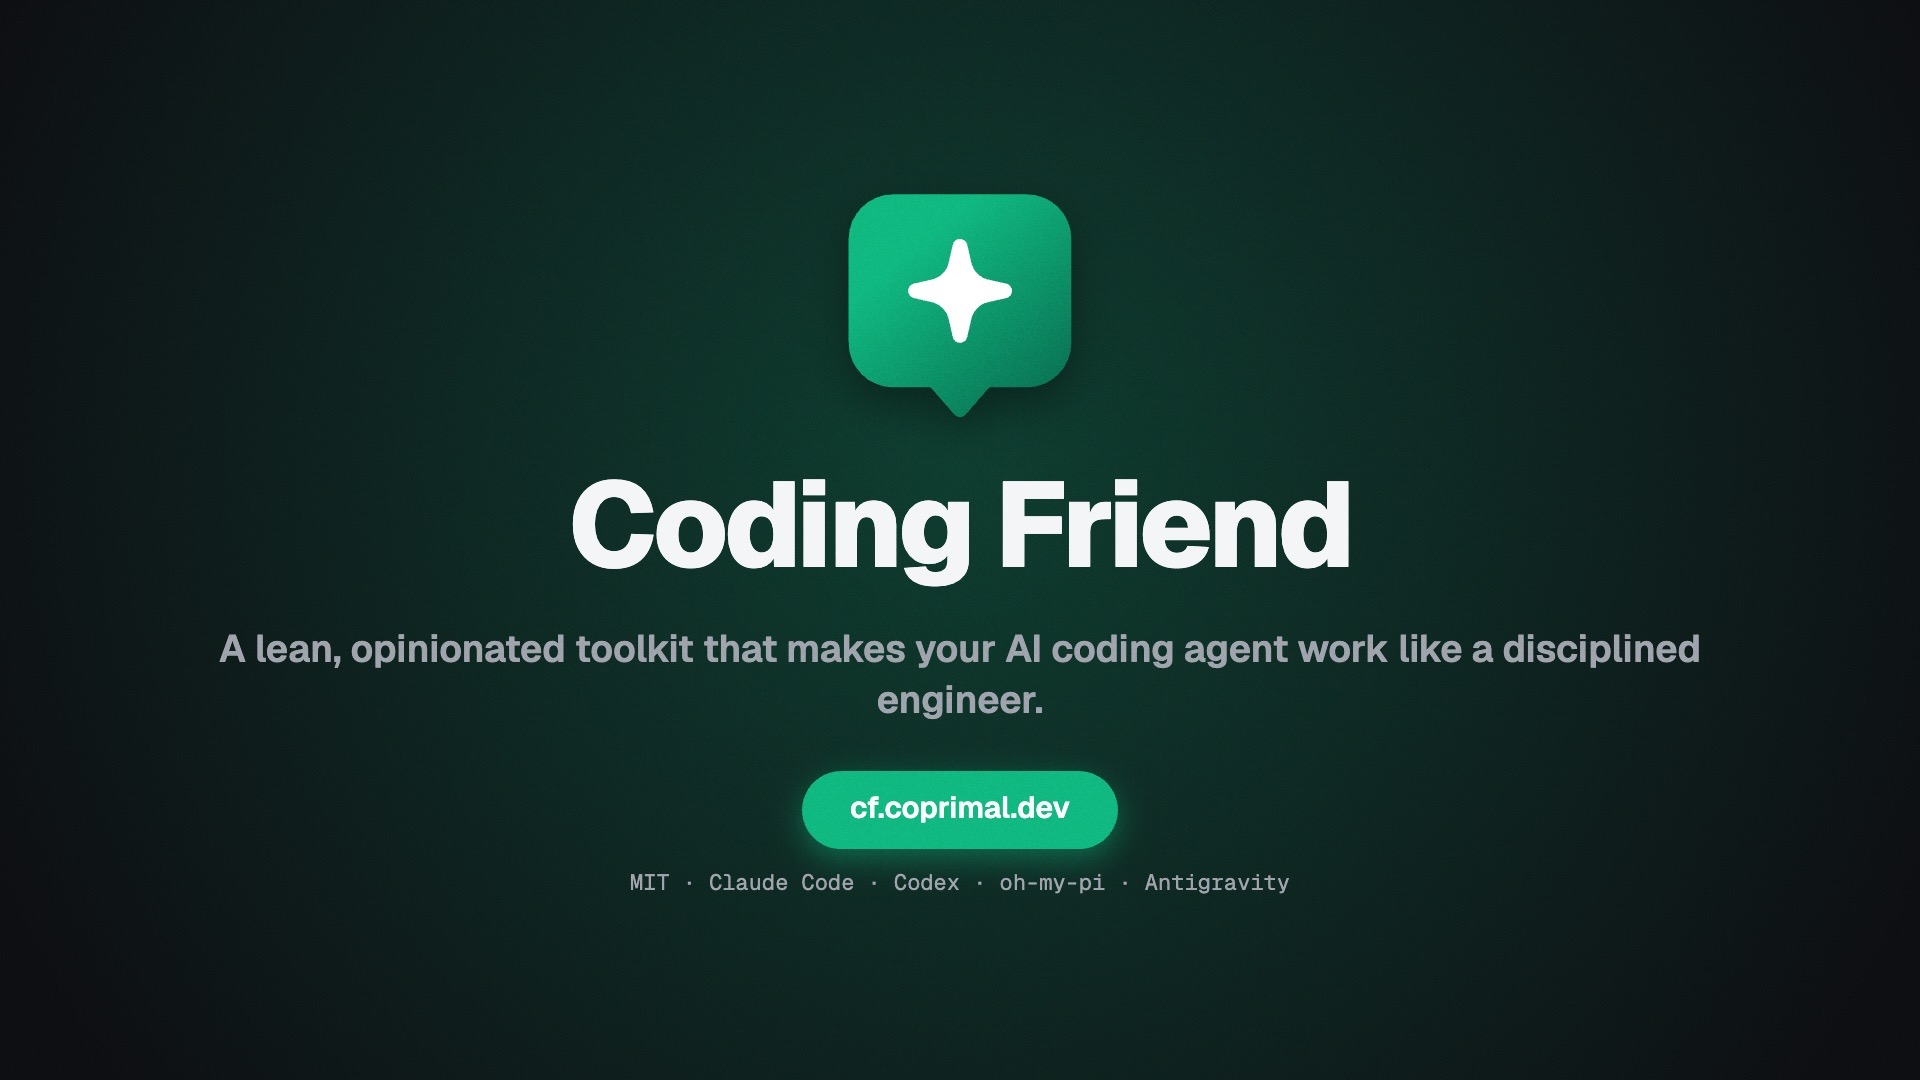 Coding Friend
A lean, opinionated toolkit that makes your AI coding agent work like a disciplined
engineer.
cf.coprimal.dev
MIT · Claude Code · Codex · oh-my-pi · Antigravity